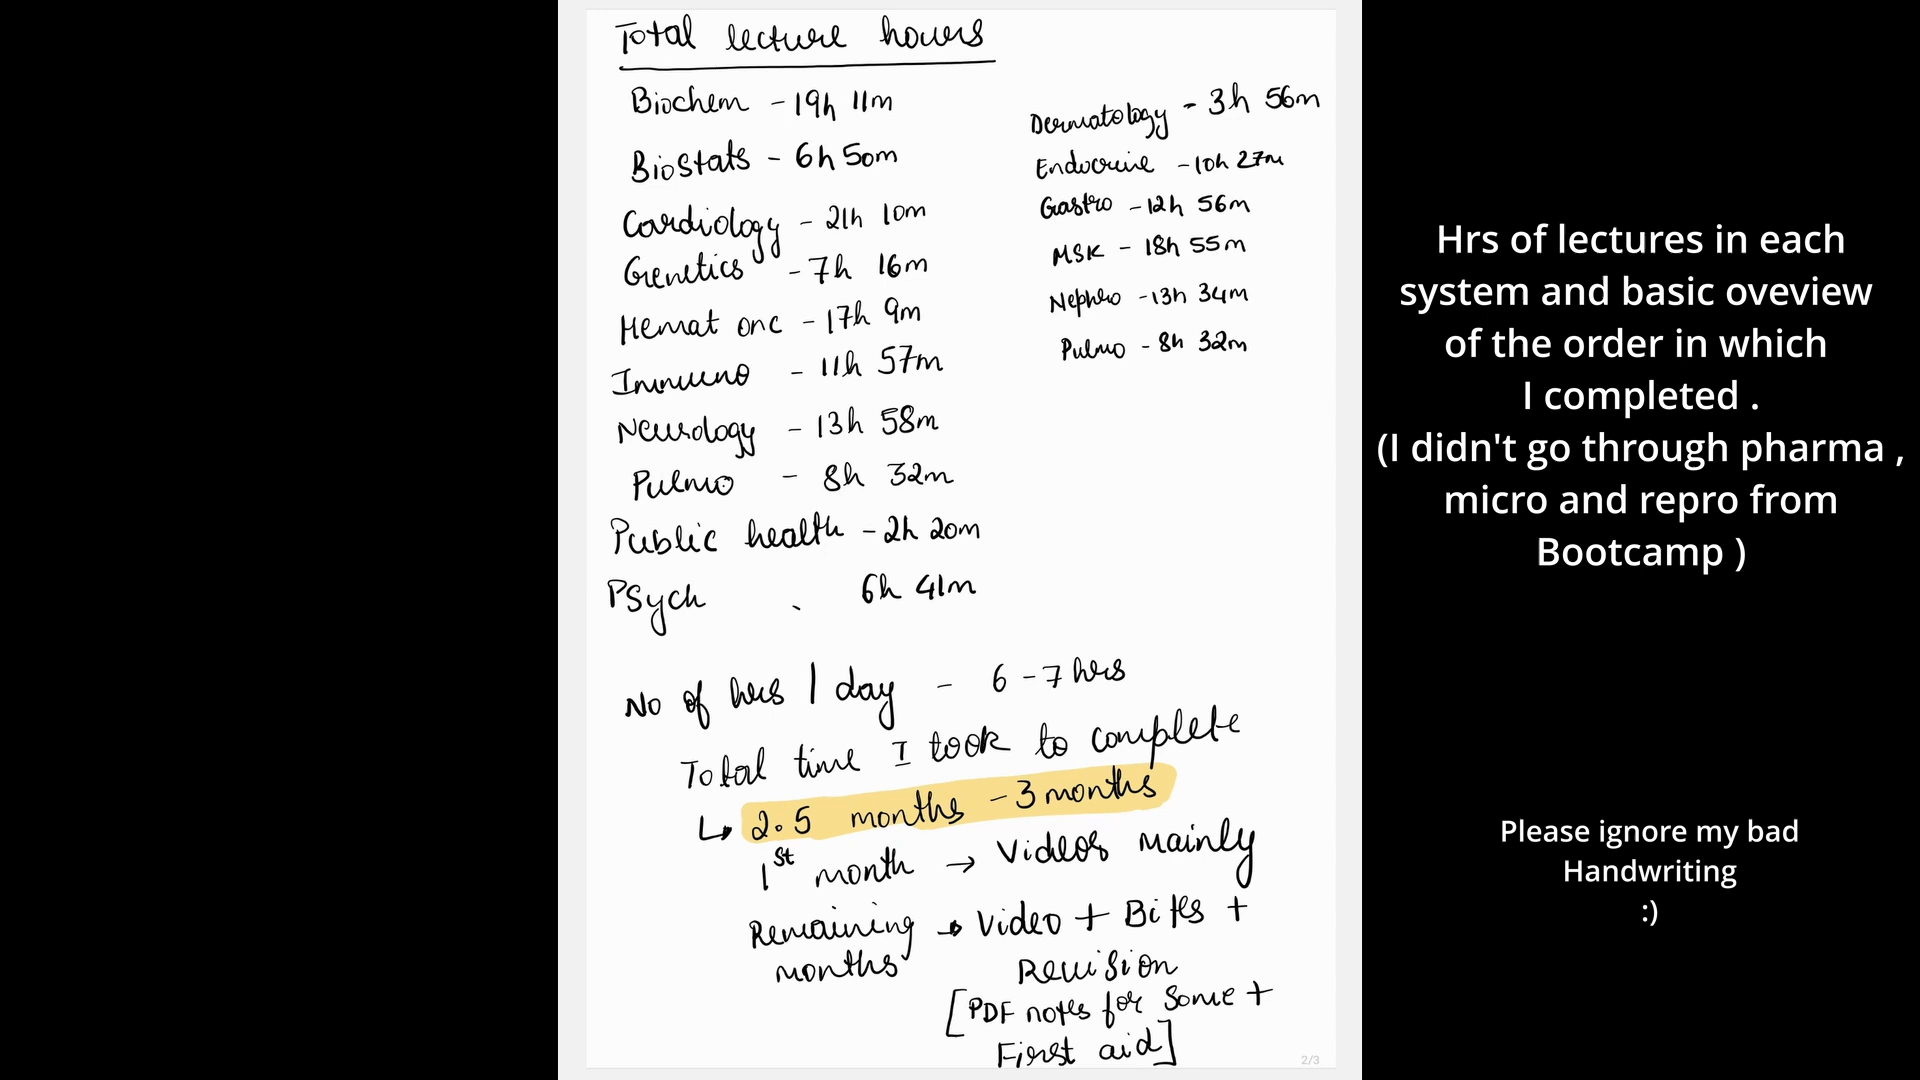 Total lecture hours
Biochem - 19h 11m
BioStats - 6h 50m
Cardiology - 21h 10m
Genetics - 7h 16m
Hemat onc - 17h 9m
Immuno - 11h 57m
Neurology - 13h 58m
Pulmo - 8h 32m
Public health - 2h 20m
PSych 6h 41m
Dermatology - 3h 56m
Endocrine - 10h 27m
Gastro - 12h 56m
MSK - 18h 55m
Nephro - 13h 34m
Pulmo - 8h 32m
No of hrs / day - 6 - 7 hrs
Total time I took to complete
↳ 2.5 months - 3 months
1st month → Videos Mainly
Remaining months → Video + Bites +
Revision
[PDF notes for Some +
First aid]
2/3
Hrs of lectures in each
system and basic oveview
of the order in which
I completed .
(I didn't go through pharma ,
micro and repro from
Bootcamp )
Please ignore my bad
Handwriting
:)